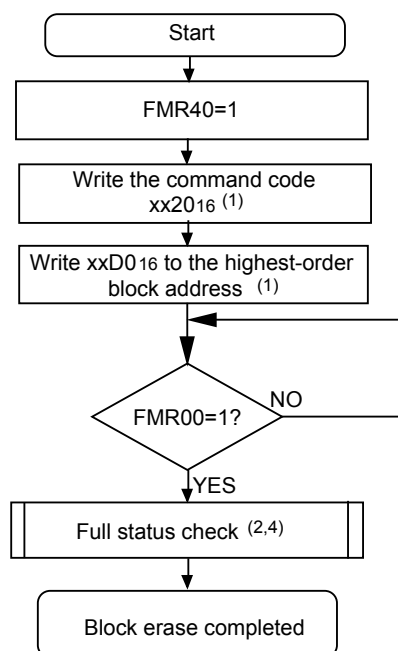 Start
FMR40=1
Write the command code
xx2016 (1)
Write xxD016 to the highest-order
block address (1)
FMR00=1?
NO
YES
Full status check (2,4)
Block erase completed